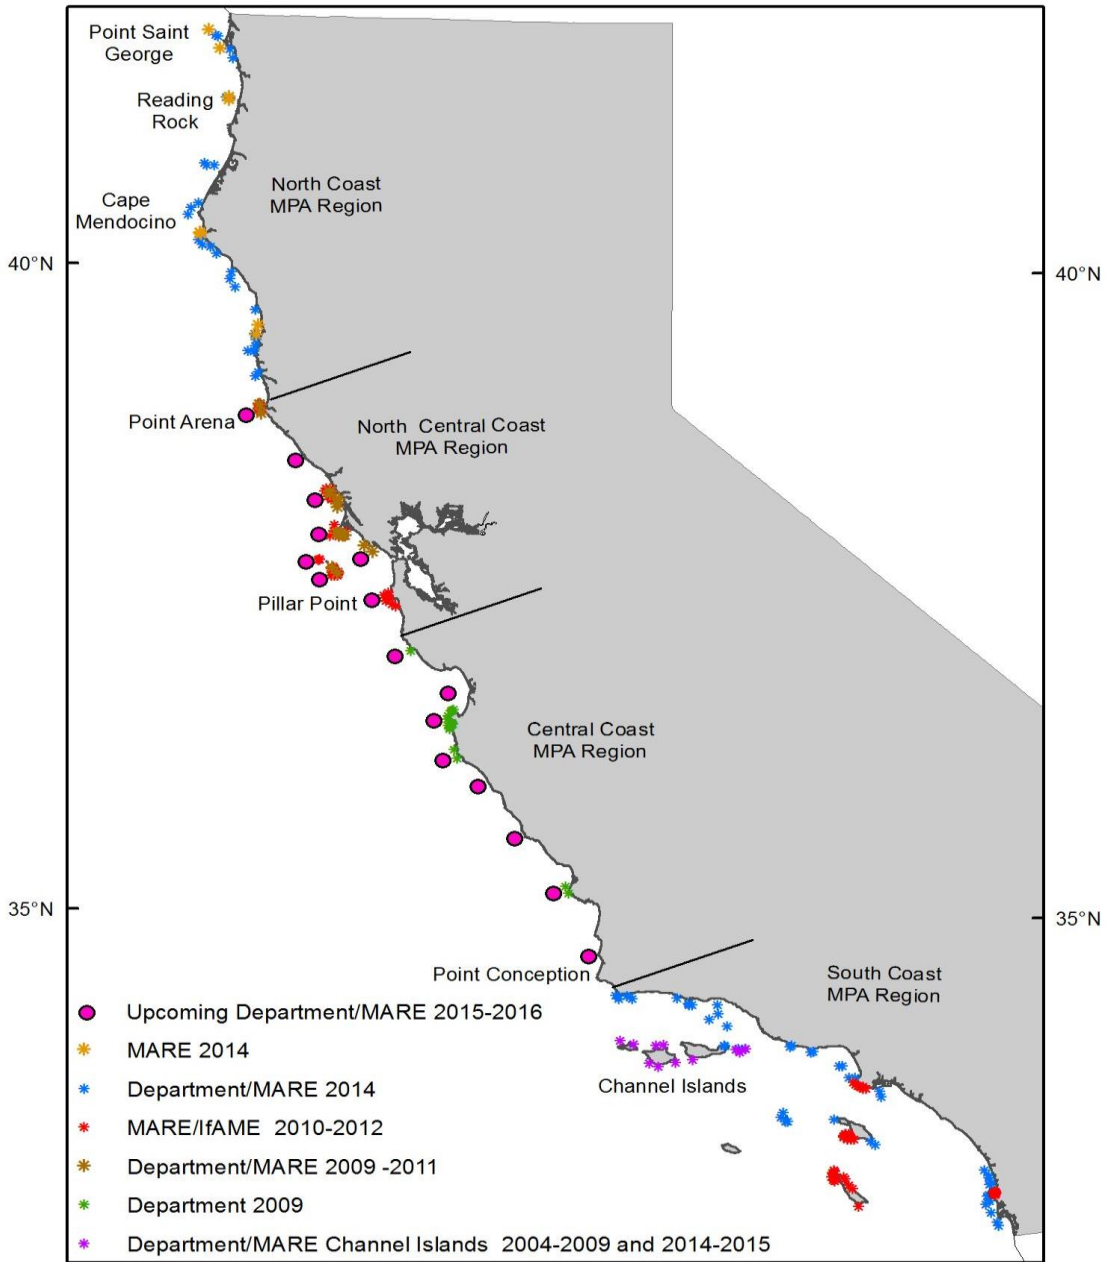 Point Saint
George
Reading
Rock
North Coast
MPA Region
Cape
Mendocino
40°N
40°N
North Central Coast
MPA Region
Point Arena
Pillar Point
Central Coast
MPA Region
35°N
35°N
Point Conception
South Coast
MPA Region
Channel Islands
Upcoming Department/MARE 2015-2016
MARE 2014
Department/MARE 2014
MARE/IfAME 2010-2012
Department/MARE 2009 -2011
Department 2009
Department/MARE Channel Islands 2004-2009 and 2014-2015